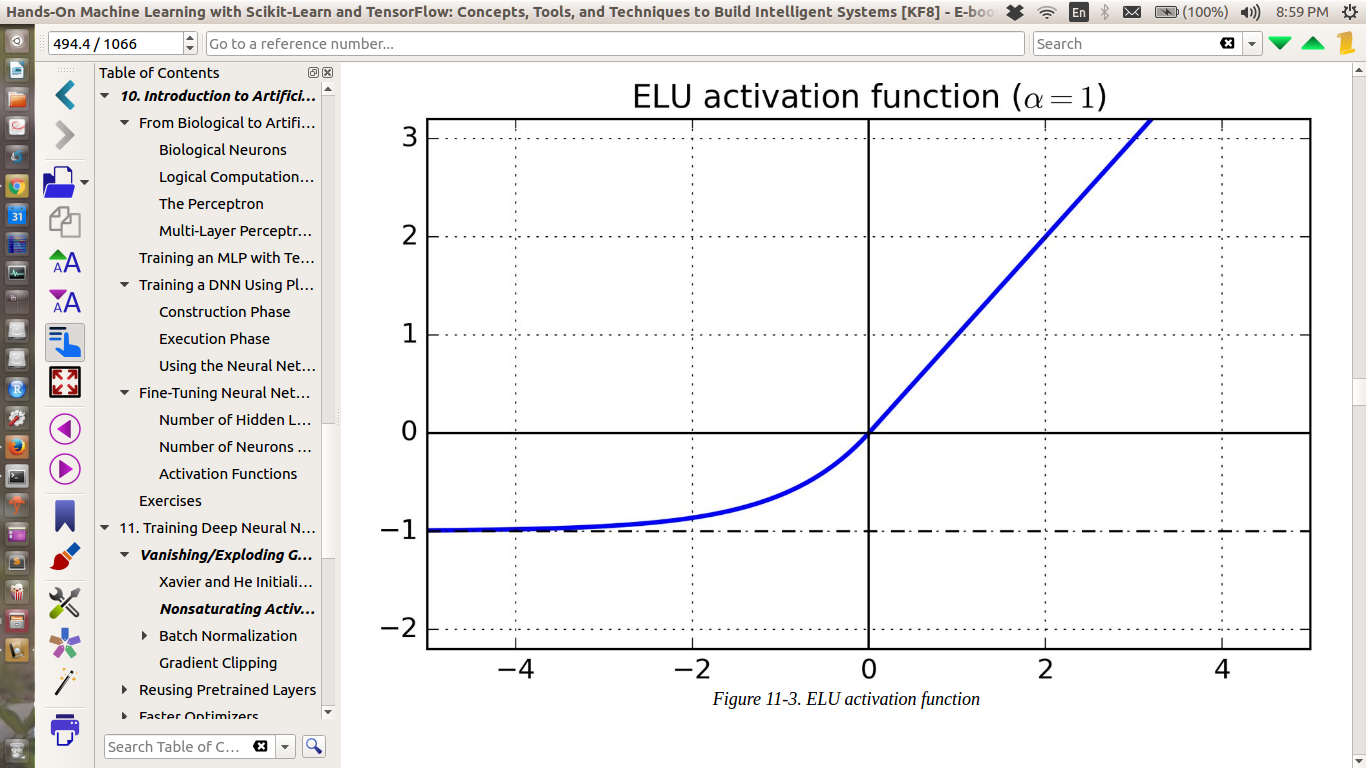 Hands-On Machine Learning with Scikit-Learn and TensorFlow: Concepts, Tools, and Techniques to Build Intelligent Systems [KF8] - E-boo
En
(100%)
8:59 PM
494.4 / 1066
Go to a reference number...
Search
Table of Contents
10. Introduction to Artifici...
From Biological to Artifi...
Biological Neurons
Logical Computation...
The Perceptron
Multi-Layer Perceptr...
Training an MLP with Te...
Training a DNN Using Pl...
Construction Phase
Execution Phase
Using the Neural Net...
Fine-Tuning Neural Net...
Number of Hidden L...
Number of Neurons ...
Activation Functions
Exercises
11. Training Deep Neural N...
Vanishing/Exploding G...
Xavier and He Initiali...
Nonsaturating Activ...
Batch Normalization
Gradient Clipping
Reusing Pretrained Layers
Faster Optimizers
Search Table of C...
31
AA
AA
ELU activation function (α = 1)
3
2
1
0
−1
−2
−4 −2 0 2 4
Figure 11-3. ELU activation function